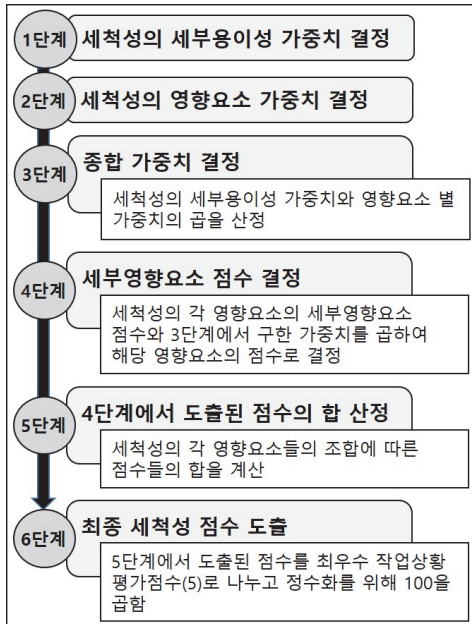 1단계 세척성의 세부용이성 가중치 결정
2단계 세척성의 영향요소 가중치 결정
3단계 종합 가중치 결정
세척성의 세부용이성 가중치와 영향요소 별
가중치의 곱을 산정
4단계 세부영향요소 점수 결정
세척성의 각 영향요소의 세부영향요소
점수와 3단계에서 구한 가중치를 곱하여
해당 영향요소의 점수로 결정
5단계 4단계에서 도출된 점수의 합 산정
세척성의 각 영향요소들의 조합에 따른
점수들의 합을 계산
6단계 최종 세척성 점수 도출
5단계에서 도출된 점수를 최우수 작업상황
평가점수(5)로 나누고 정수화를 위해 100을
곱함